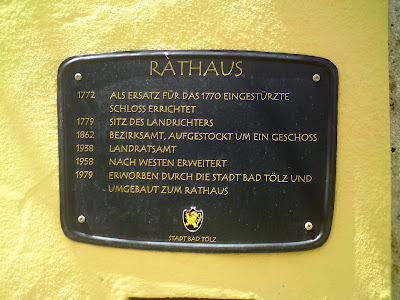 RATHAUS
1772 ALS ERSATZ FÜR DAS 1770 EINGESTÜRZTE
SCHLOSS ERRICHTET
1779 SITZ DES LANDRICHTERS
1862 BEZIRKSAMT, AUFGESTOCKT UM EIN GESCHOSS
1938 LANDRATSAMT
1958 NACH WESTEN ERWEITERT
1979 ERWORBEN DURCH DIE STADT BAD TÖLZ UND
UMGEBAUT ZUM RATHAUS
STADT BAD TÖLZ